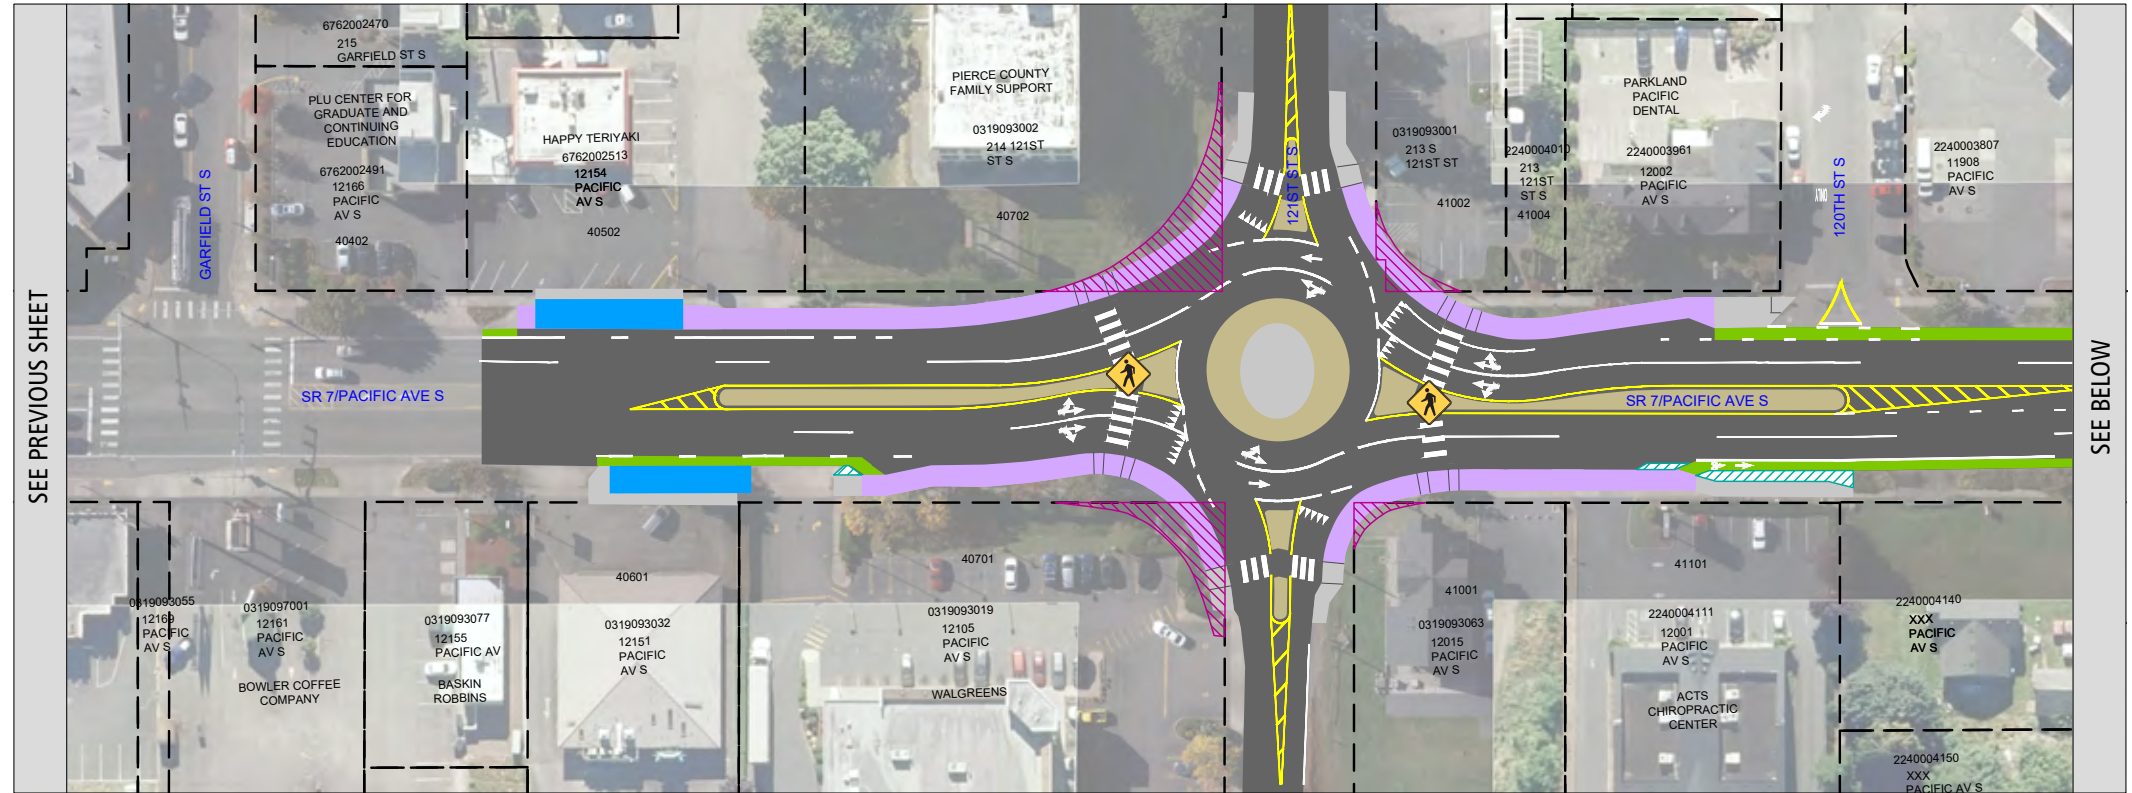 SEE PREVIOUS SHEET
6762002470
215
GARFIELD ST S
PLU CENTER FOR
GRADUATE AND
CONTINUING
EDUCATION
6762002491
12166
PACIFIC
AV S
40402
GARFIELD ST S
HAPPY TERIYAKI
6762002513
12154
PACIFIC
AV S
40502
PIERCE COUNTY
FAMILY SUPPORT
0319093002
214 121ST
ST S
40702
121ST ST S
0319093001
213 S
121ST ST
41002
2240004010
213
121ST
ST S
41004
PARKLAND
PACIFIC
DENTAL
2240003961
12002
PACIFIC
AV S
120TH ST S
ONLY
2240003807
11908
PACIFIC
AV S
SR 7/PACIFIC AVE S
SR 7/PACIFIC AVE S
SEE BELOW
0319093055
12169
PACIFIC
AV S
0319097001
12161
PACIFIC
AV S
BOWLER COFFEE
COMPANY
0319093077
12155
PACIFIC AV
BASKIN
ROBBINS
40601
0319093032
12151
PACIFIC
AV S
40701
0319093019
12105
PACIFIC
AV S
WALGREENS
41001
0319093063
12015
PACIFIC
AV S
41101
2240004111
12001
PACIFIC
AV S
ACTS
CHIROPRACTIC
CENTER
2240004140
XXX
PACIFIC
AV S
2240004150
XXX
PACIFIC AV S